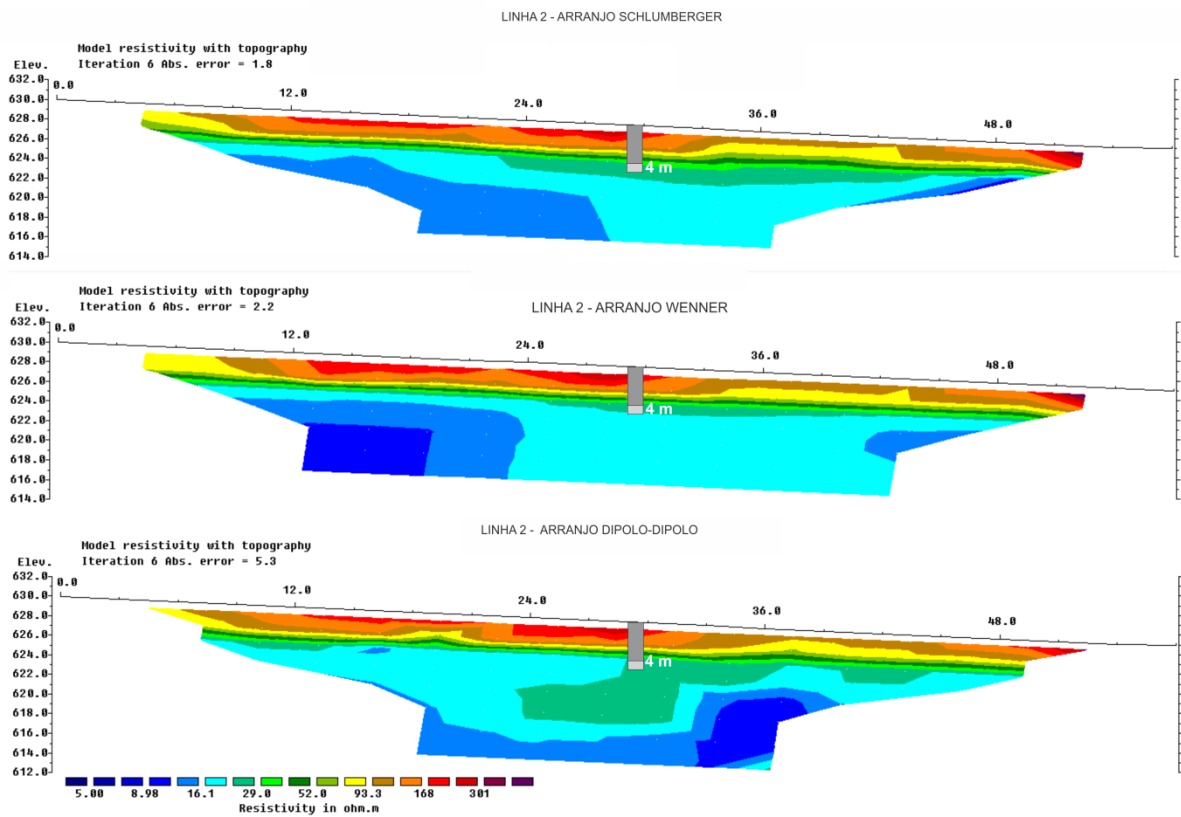 LINHA 2 - ARRANJO SCHLUMBERGER
Model resistivity with topography
Elev. Iteration 6 Abs. error = 1.8
632.0
630.0
628.0
626.0
624.0
622.0
620.0
618.0
616.0
614.0
0.0 12.0 24.0 36.0 48.0
4 m
Model resistivity with topography
Elev. Iteration 6 Abs. error = 2.2
LINHA 2 - ARRANJO WENNER
632.0
630.0
628.0
626.0
624.0
622.0
620.0
618.0
616.0
614.0
0.0 12.0 24.0 36.0 48.0
4 m
LINHA 2 - ARRANJO DIPOLO-DIPOLO
Model resistivity with topography
Elev. Iteration 6 Abs. error = 5.3
632.0
630.0
628.0
626.0
624.0
622.0
620.0
618.0
616.0
614.0
612.0
0.0 12.0 24.0 36.0 48.0
4 m
5.00 8.98 16.1 29.0 52.0 93.3 168 301
Resistivity in ohm.m